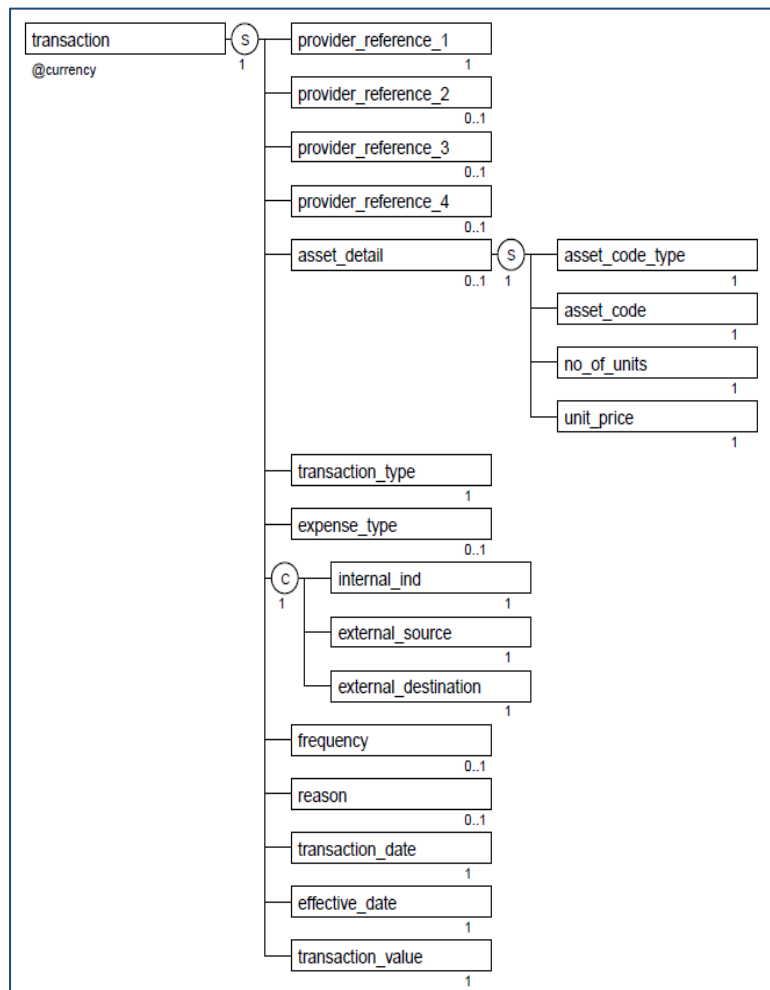 transaction
S
provider_reference_1
@currency
1
1
provider_reference_2
0..1
provider_reference_3
0..1
provider_reference_4
0..1
asset_detail
S
asset_code_type
0..1
1
1
asset_code
1
no_of_units
1
unit_price
1
transaction_type
1
expense_type
0..1
C
internal_ind
1
1
external_source
1
external_destination
1
frequency
0..1
reason
0..1
transaction_date
1
effective_date
1
transaction_value
1